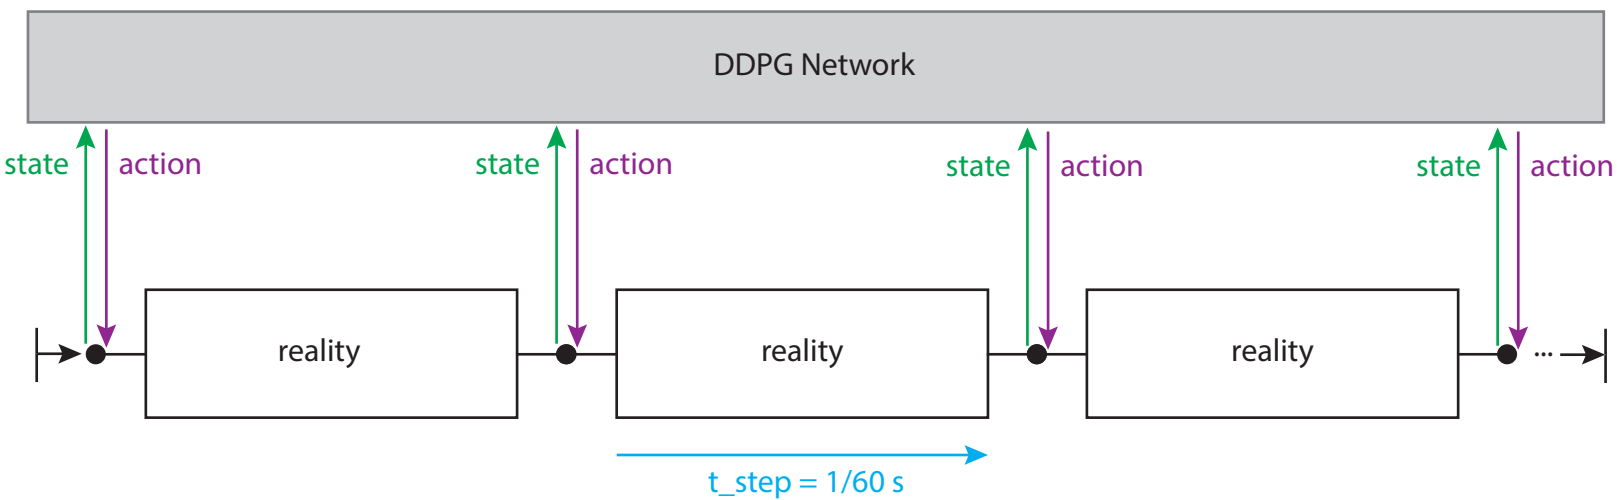 DDPG Network
state action state action state action state action
reality reality reality ...
t_step = 1/60 s